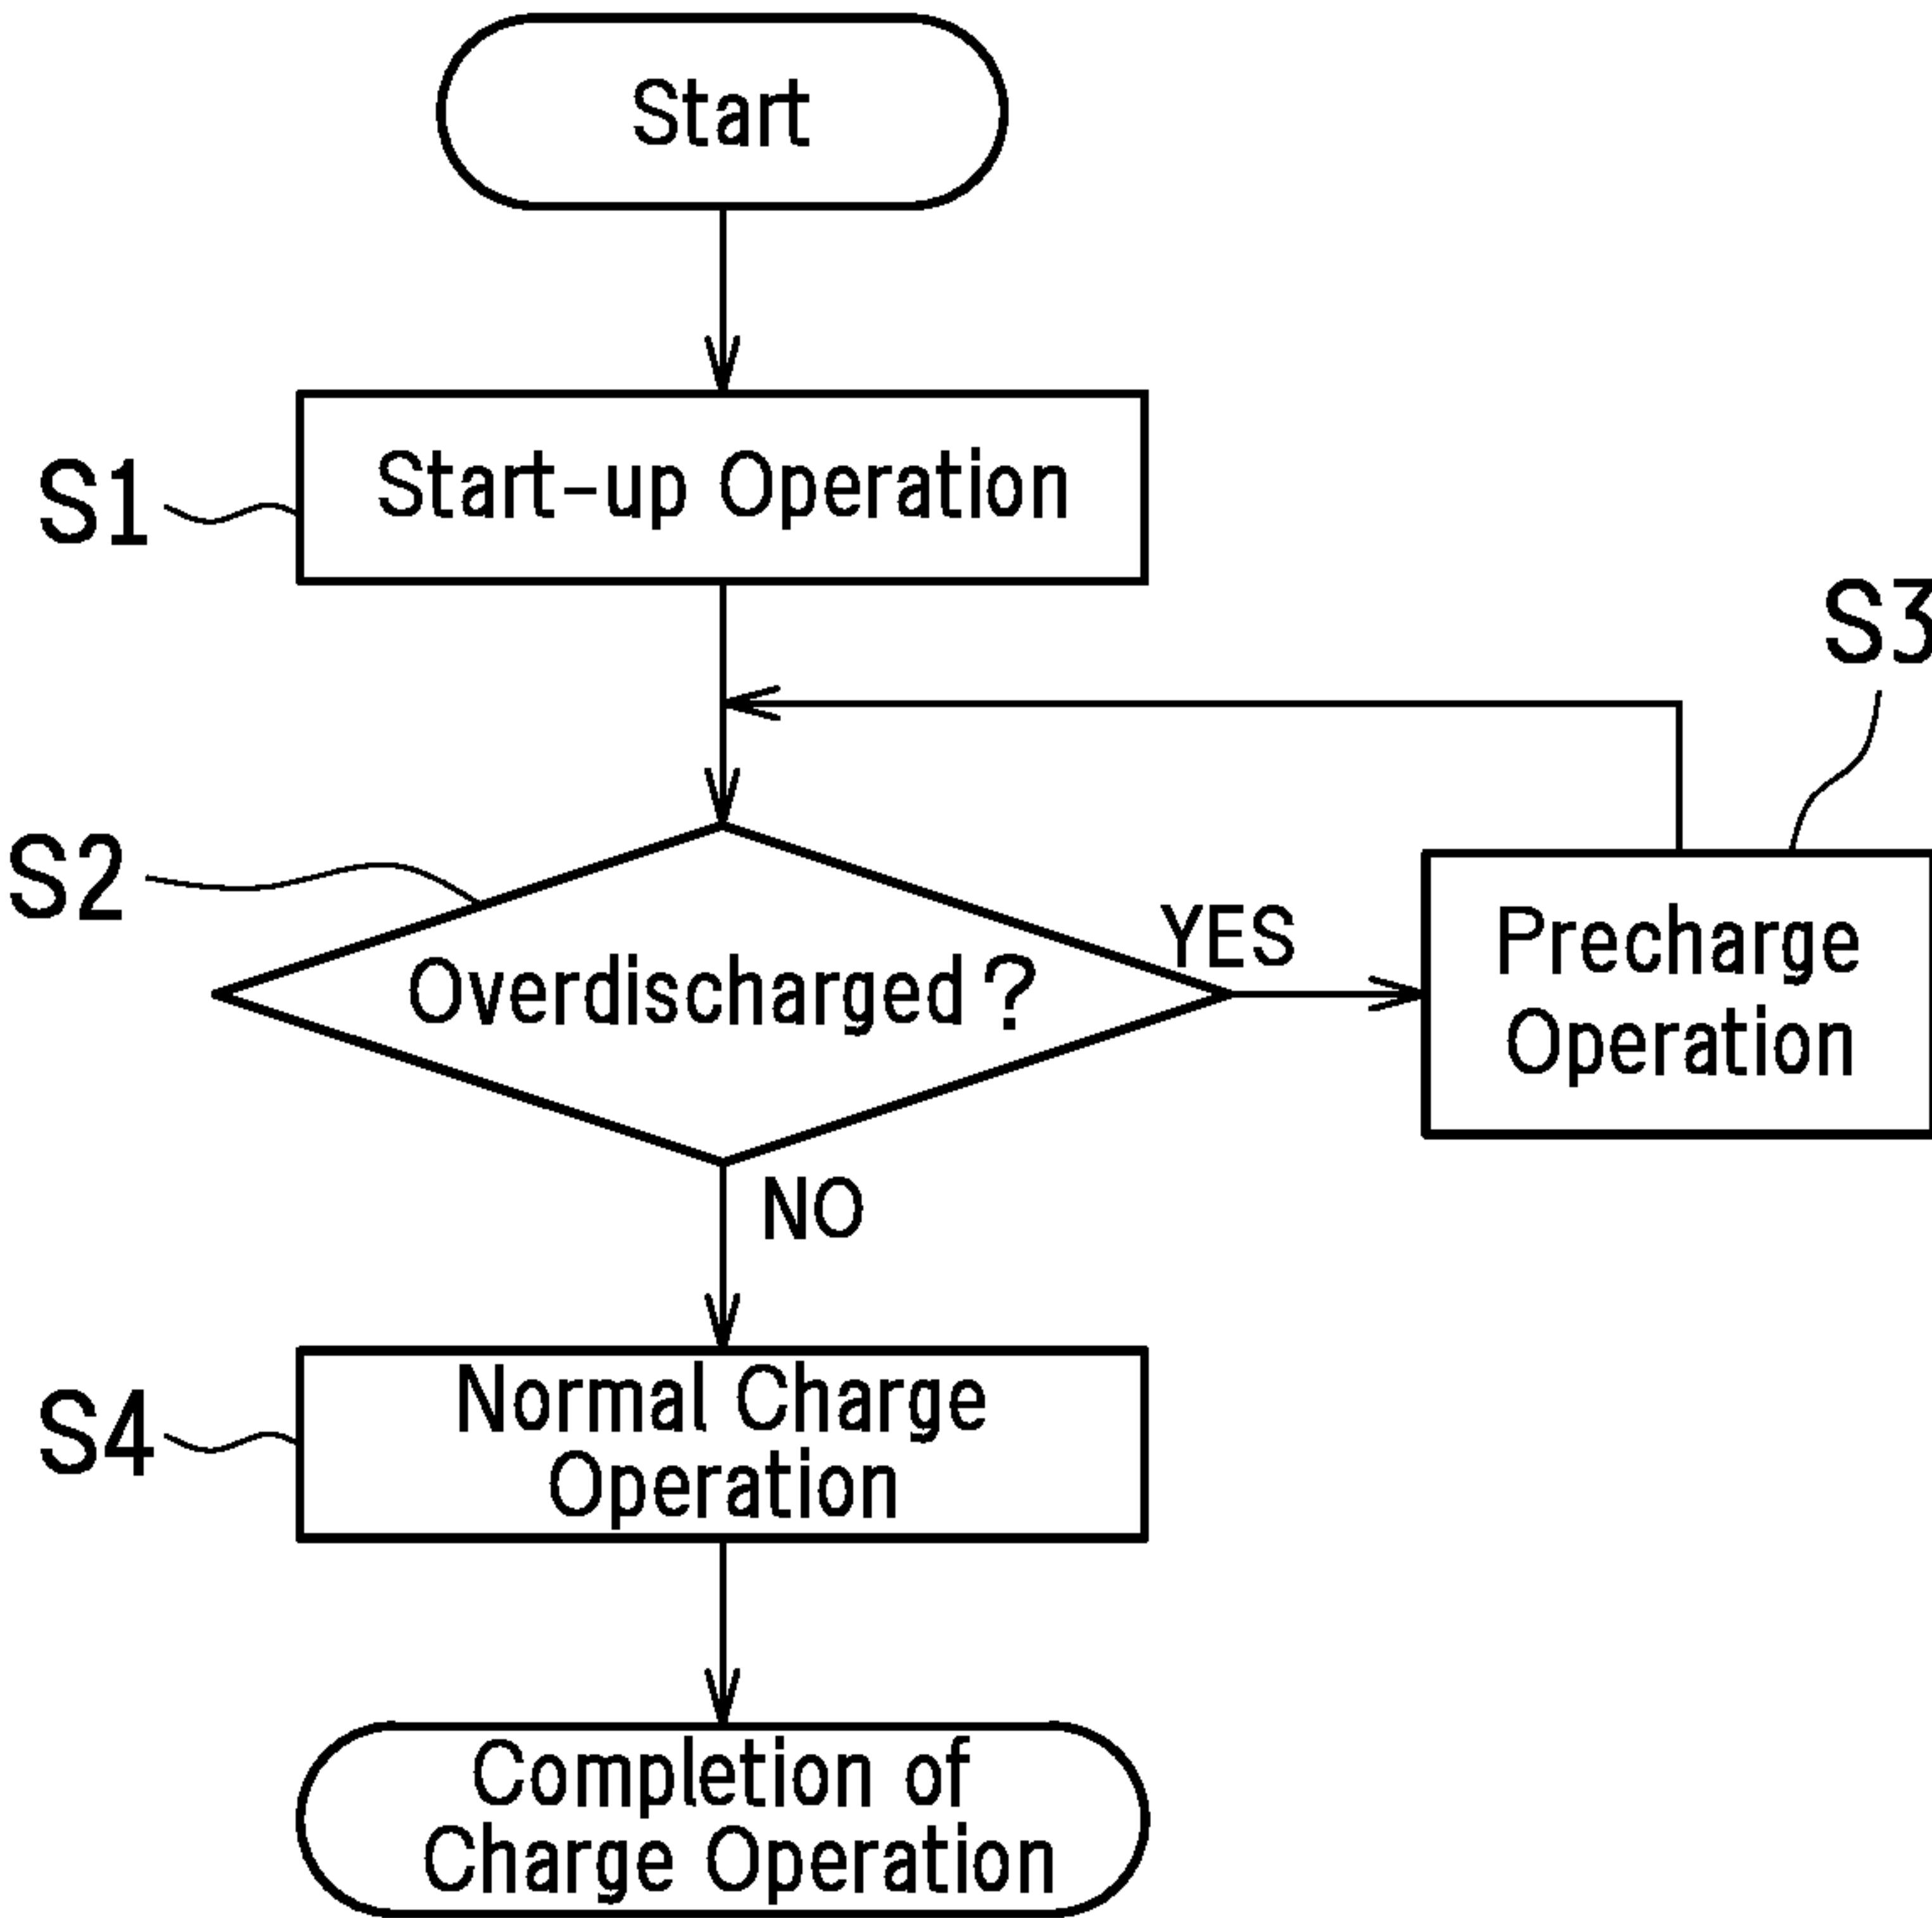 Start
S1
Start-up Operation
S3
S2
Overdischarged?
YES
Precharge
Operation
NO
S4
Normal Charge
Operation
Completion of
Charge Operation